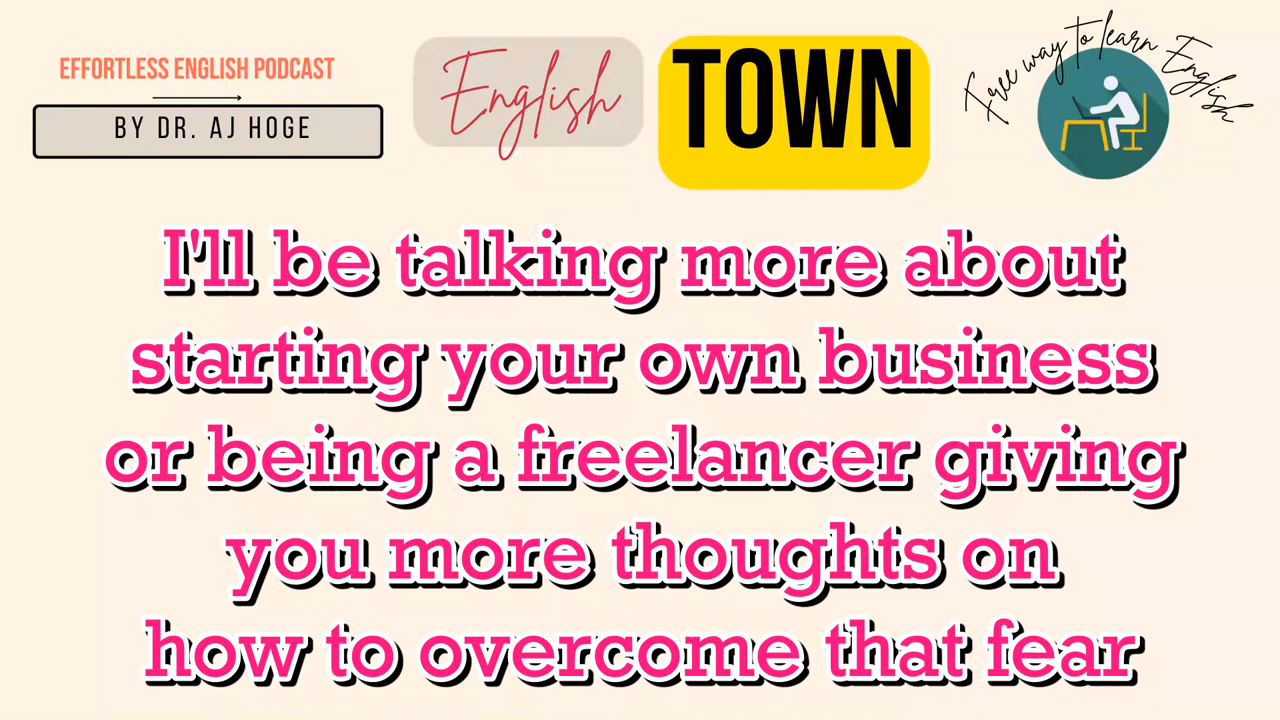 EFFORTLESS ENGLISH PODCAST
BY DR. AJ HOGE
English
TOWN
Free way to learn English
I'll be talking more about
starting your own business
or being a freelancer giving
you more thoughts on
how to overcome that fear